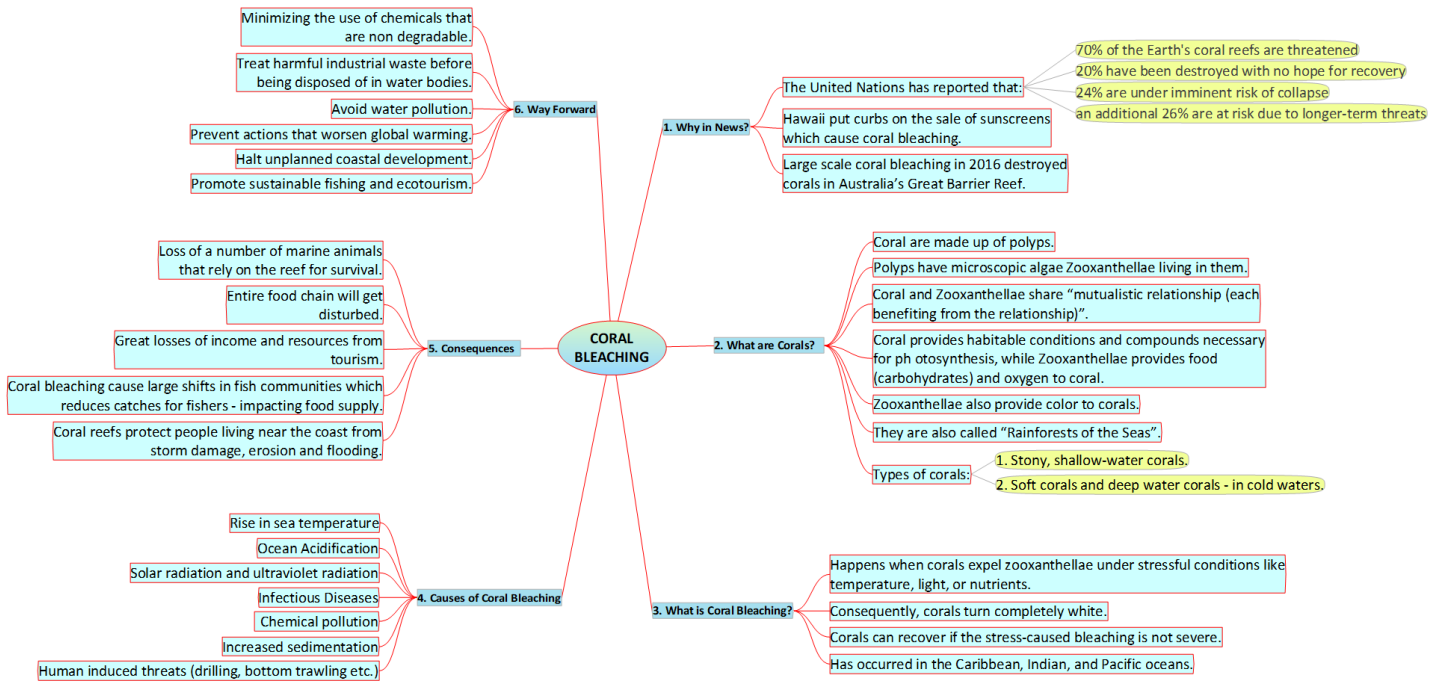 CORAL
BLEACHING
1. Why in News?
The United Nations has reported that:
70% of the Earth's coral reefs are threatened
20% have been destroyed with no hope for recovery
24% are under imminent risk of collapse
an additional 26% are at risk due to longer-term threats
Hawaii put curbs on the sale of sunscreens
which cause coral bleaching.
Large scale coral bleaching in 2016 destroyed
corals in Australia’s Great Barrier Reef.
2. What are Corals?
Coral are made up of polyps.
Polyps have microscopic algae Zooxanthellae living in them.
Coral and Zooxanthellae share “mutualistic relationship (each
benefiting from the relationship)”.
Coral provides habitable conditions and compounds necessary
for ph otosynthesis, while Zooxanthellae provides food
(carbohydrates) and oxygen to coral.
Zooxanthellae also provide color to corals.
They are also called “Rainforests of the Seas”.
Types of corals:
1. Stony, shallow-water corals.
2. Soft corals and deep water corals - in cold waters.
3. What is Coral Bleaching?
Happens when corals expel zooxanthellae under stressful conditions like
temperature, light, or nutrients.
Consequently, corals turn completely white.
Corals can recover if the stress-caused bleaching is not severe.
Has occurred in the Caribbean, Indian, and Pacific oceans.
4. Causes of Coral Bleaching
Rise in sea temperature
Ocean Acidification
Solar radiation and ultraviolet radiation
Infectious Diseases
Chemical pollution
Increased sedimentation
Human induced threats (drilling, bottom trawling etc.)
5. Consequences
Loss of a number of marine animals
that rely on the reef for survival.
Entire food chain will get
disturbed.
Great losses of income and resources from
tourism.
Coral bleaching cause large shifts in fish communities which
reduces catches for fishers - impacting food supply.
Coral reefs protect people living near the coast from
storm damage, erosion and flooding.
6. Way Forward
Minimizing the use of chemicals that
are non degradable.
Treat harmful industrial waste before
being disposed of in water bodies.
Avoid water pollution.
Prevent actions that worsen global warming.
Halt unplanned coastal development.
Promote sustainable fishing and ecotourism.